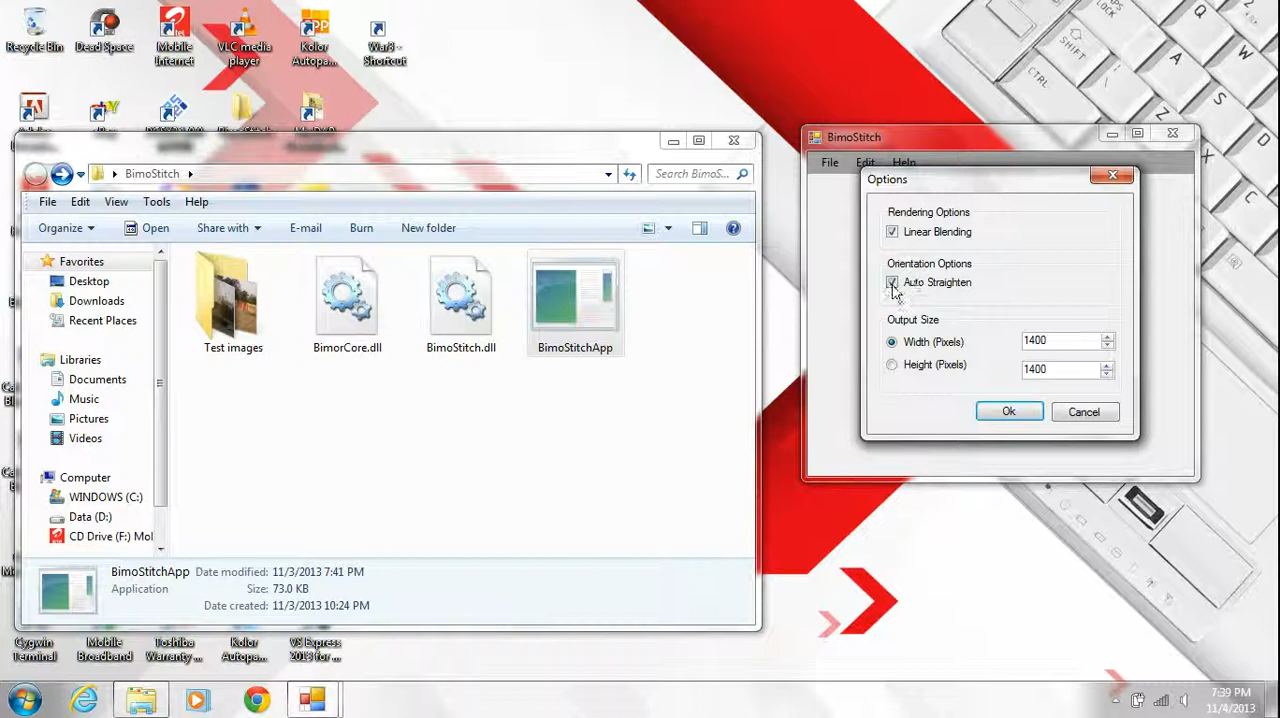 Recycle Bin
Dead Space
Mobile Internet
VLC media player
Kolor Autopa...
War3 - Shortcut
BimoStitch
Search BimoS...
File Edit View Tools Help
Organize Open Share with E-mail Burn New folder
Favorites
Desktop
Downloads
Recent Places
Libraries
Documents
Music
Pictures
Videos
Computer
WINDOWS (C:)
Data (D:)
CD Drive (F:) Mol
Test images
BimorCore.dll
BimoStitch.dll
BimoStitchApp
BimoStitchApp Date modified: 11/3/2013 7:41 PM
Application Size: 73.0 KB
Date created: 11/3/2013 10:24 PM
BimoStitch
File Edit Help
Options
Rendering Options
Linear Blending
Orientation Options
Auto Straighten
Output Size
Width (Pixels) 1400
Height (Pixels) 1400
Ok Cancel
Cygwin Terminal
Mobile Broadband
Toshiba Warranty ...
Kolor Autopa...
VS Express 2013 for ...
CAPS LOCK
SHIFT
CTRL
Q
W
A
S
Z
X
D
C
7:39 PM
11/4/2013